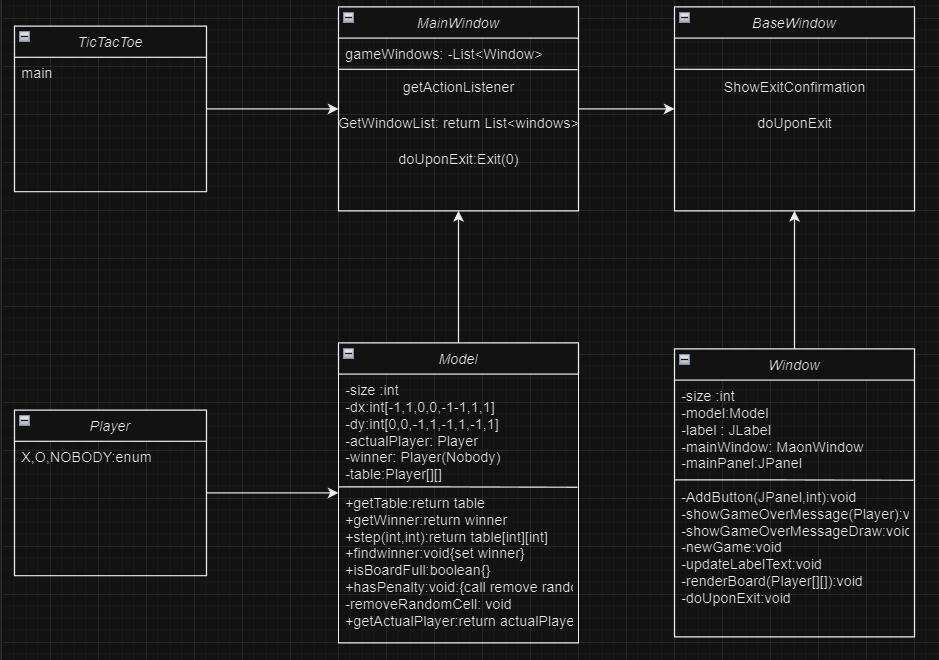 TicTacToe
main
MainWindow
gameWindows: -List<Window>
getActionListener
GetWindowList: return List<windows>
doUponExit:Exit(0)
BaseWindow
ShowExitConfirmation
doUponExit
Player
X,O,NOBODY:enum
Model
-size :int
-dx:int[-1,1,0,0,-1-1,1,1]
-dy:int[0,0,-1,1,-1,1,-1,1]
-actualPlayer: Player
-winner: Player(Nobody)
-table:Player[][]
+getTable:return table
+getWinner:return winner
+step(int,int):return table[int][int]
+findwinner:void{set winner}
+isBoardFull:boolean{}
+hasPenalty:void:{call remove rando
-removeRandomCell: void
+getActualPlayer:return actualPlaye
Window
-size :int
-model:Model
-label : JLabel
-mainWindow: MaonWindow
-mainPanel:JPanel
-AddButton(JPanel,int):void
-showGameOverMessage(Player):v
-showGameOverMessageDraw:voic
-newGame:void
-updateLabelText:void
-renderBoard(Player[][]):void
-doUponExit:void